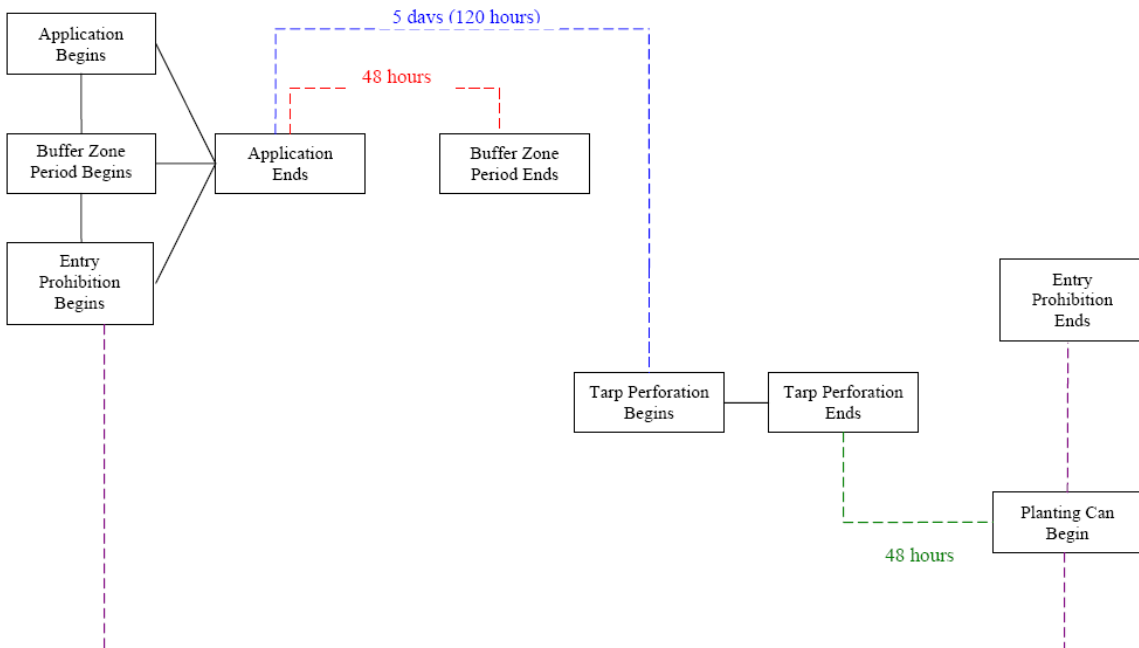 5 days (120 hours)
Application
Begins
48 hours
Buffer Zone
Period Begins
Application
Ends
Buffer Zone
Period Ends
Entry
Prohibition
Begins
Entry
Prohibition
Ends
Tarp Perforation
Begins
Tarp Perforation
Ends
Planting Can
Begin
48 hours